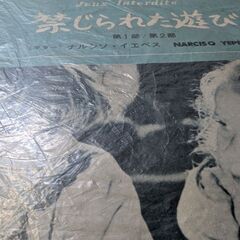 Jeux Interdits
禁じられた遊び
第1部/第2部
ギター・ナルシソ・イエペス NARCISO YEPE